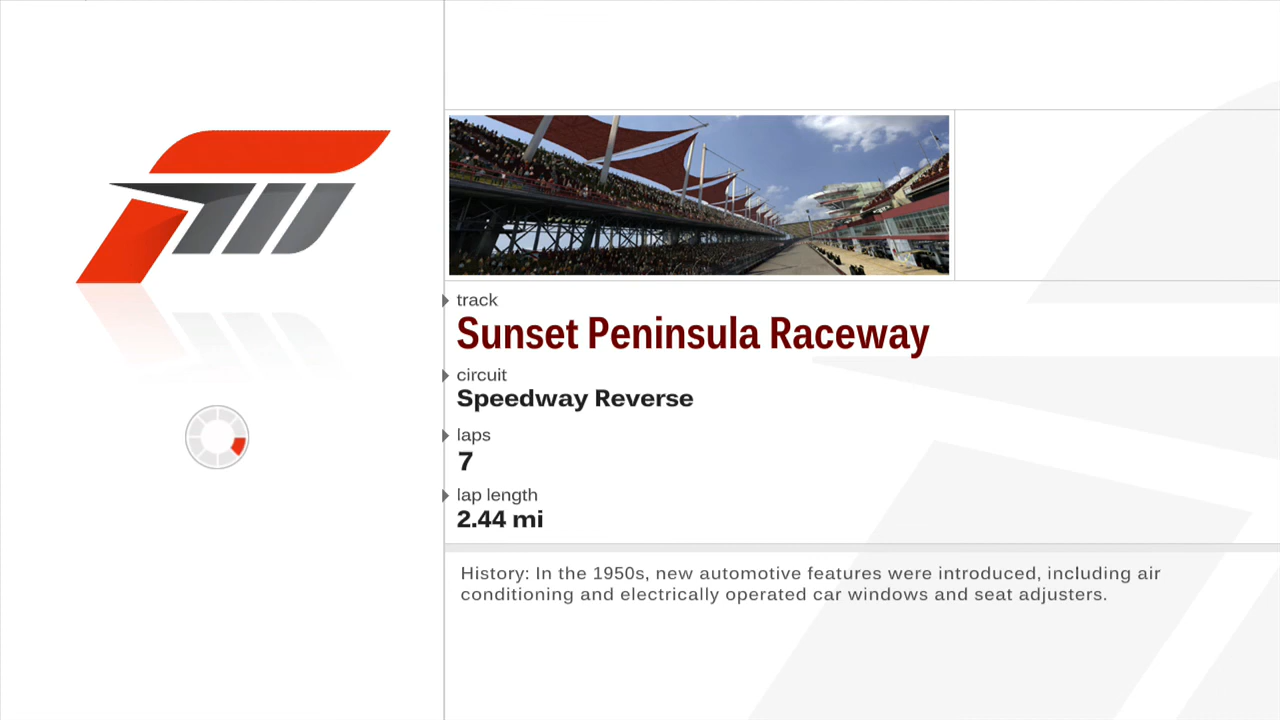 track
Sunset Peninsula Raceway
circuit
Speedway Reverse
laps
7
lap length
2.44 mi
History: In the 1950s, new automotive features were introduced, including air
conditioning and electrically operated car windows and seat adjusters.